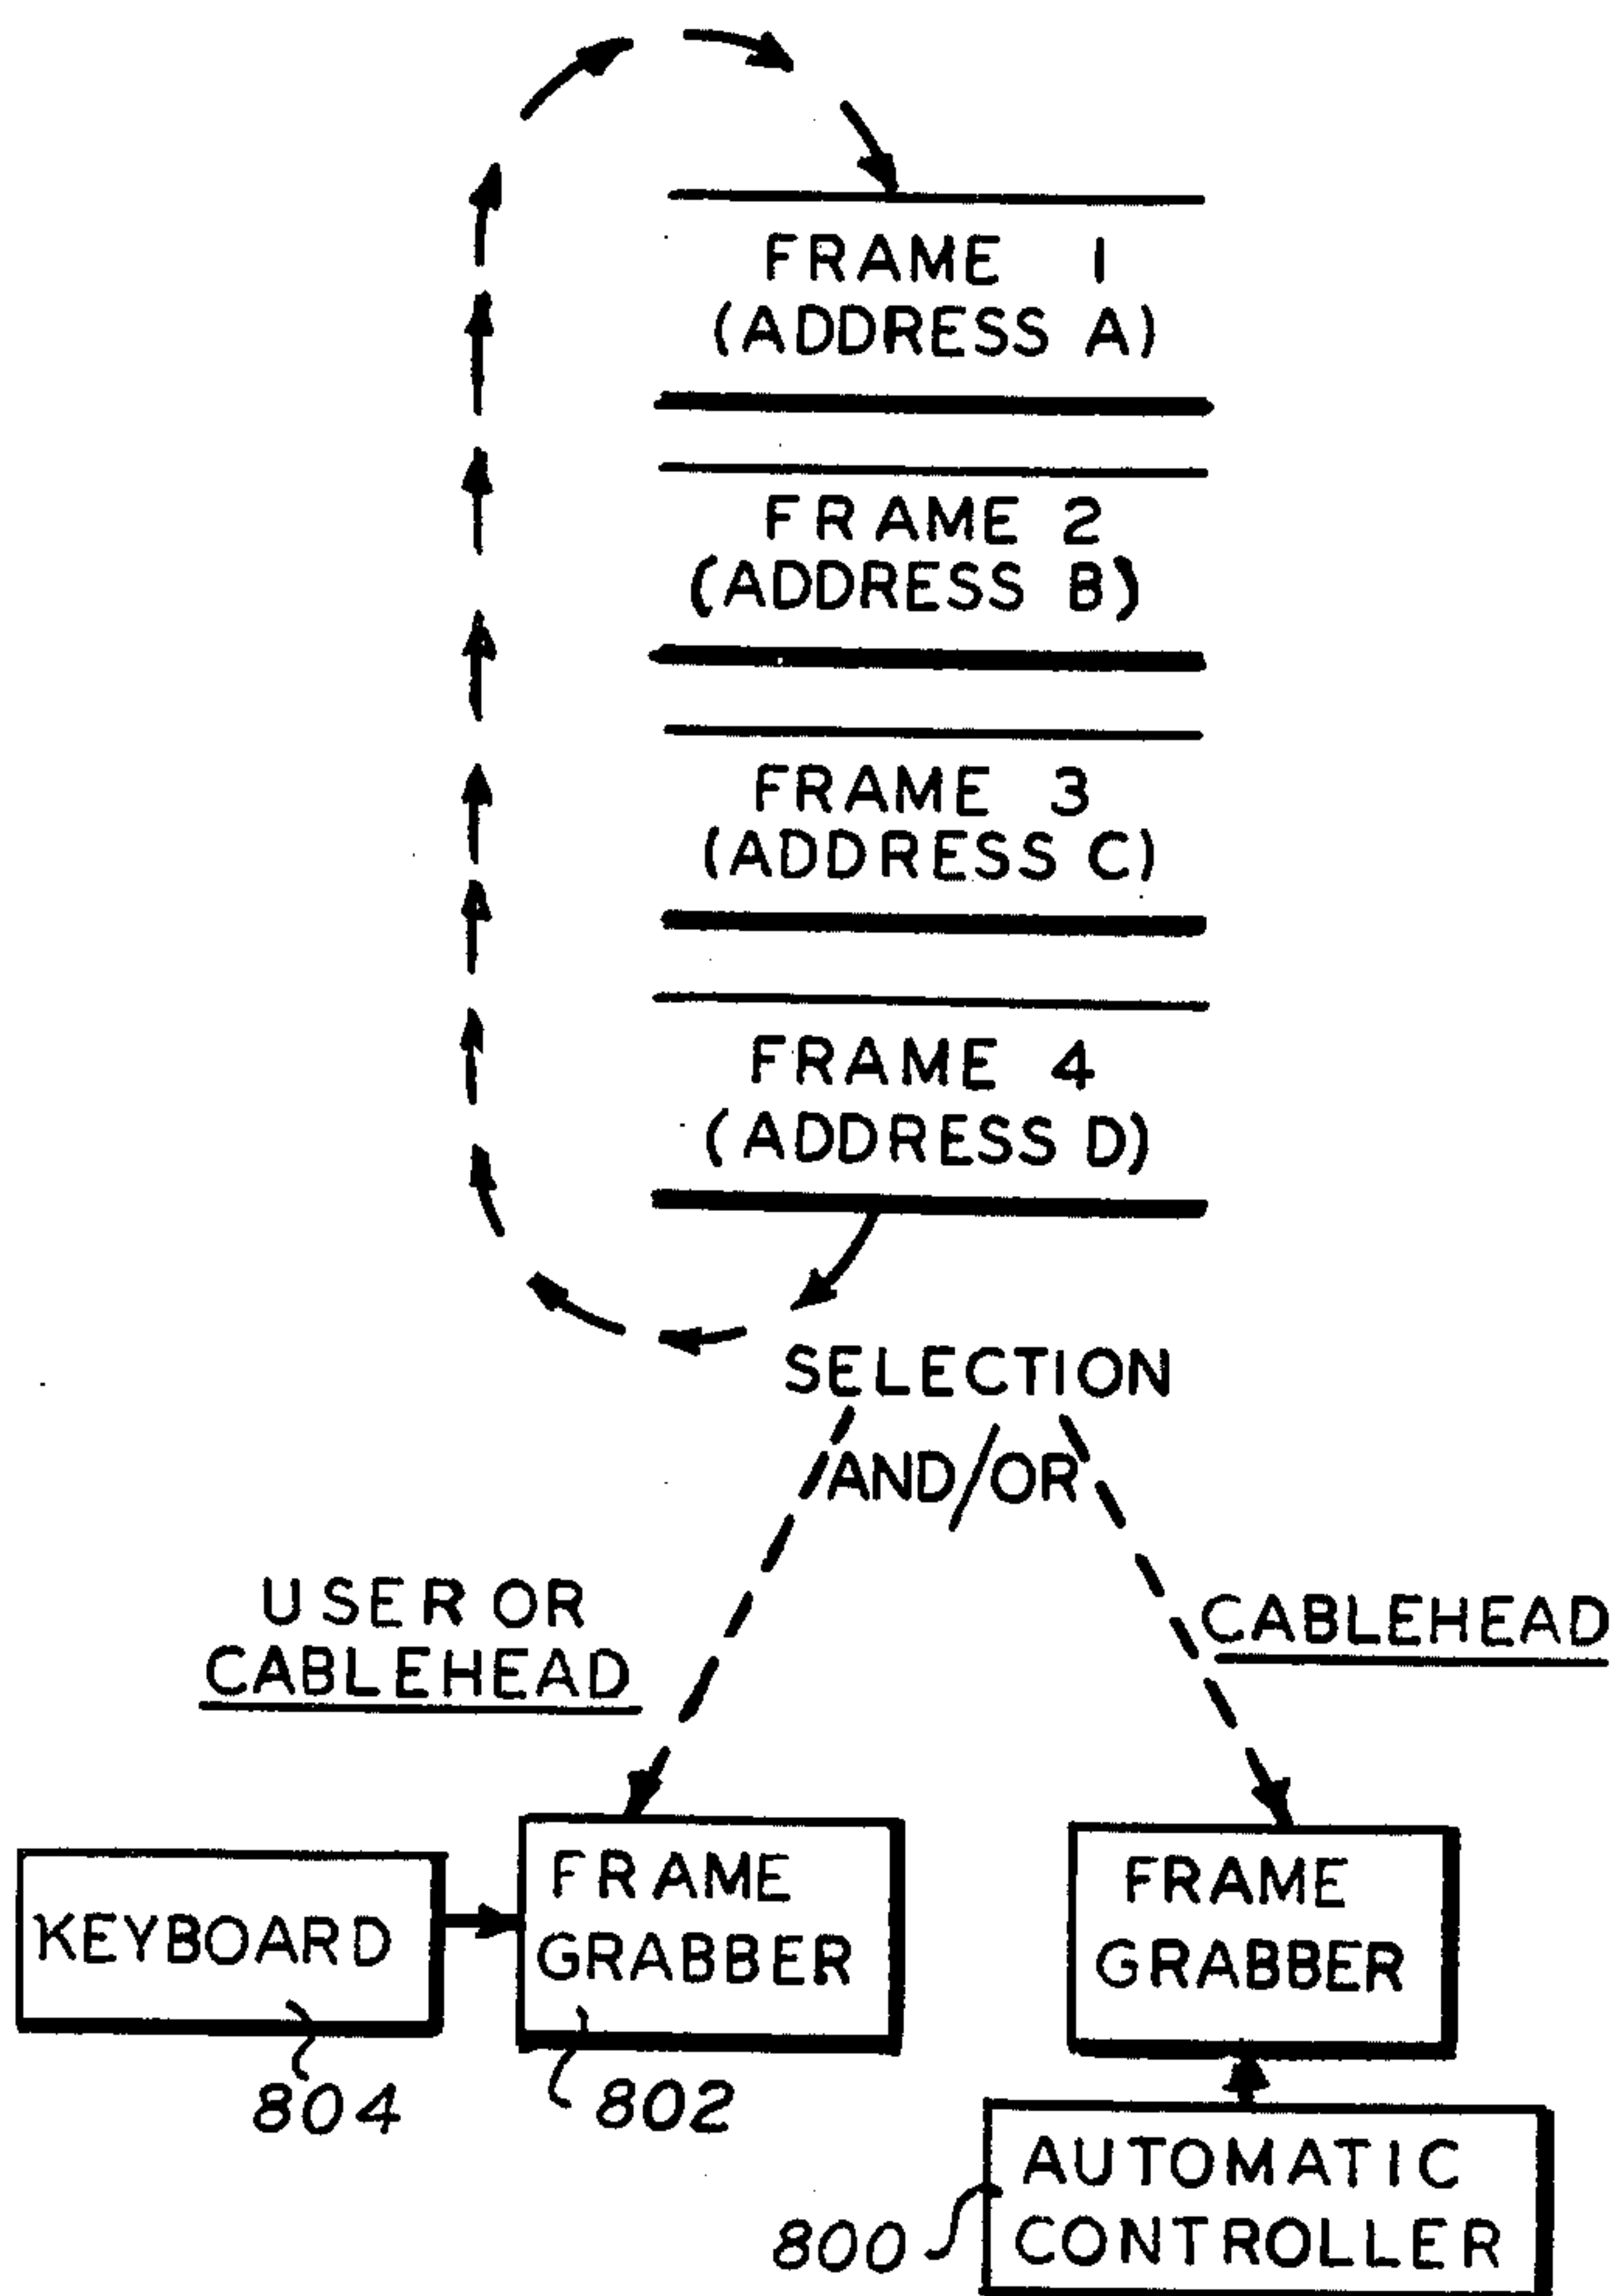 FRAME 1
(ADDRESS A)
FRAME 2
(ADDRESS B)
FRAME 3
(ADDRESS C)
FRAME 4
(ADDRESS D)
SELECTION
AND/OR
USER OR
CABLEHEAD
CABLEHEAD
KEYBOARD
804
FRAME
GRABBER
802
FRAME
GRABBER
AUTOMATIC
CONTROLLER
800